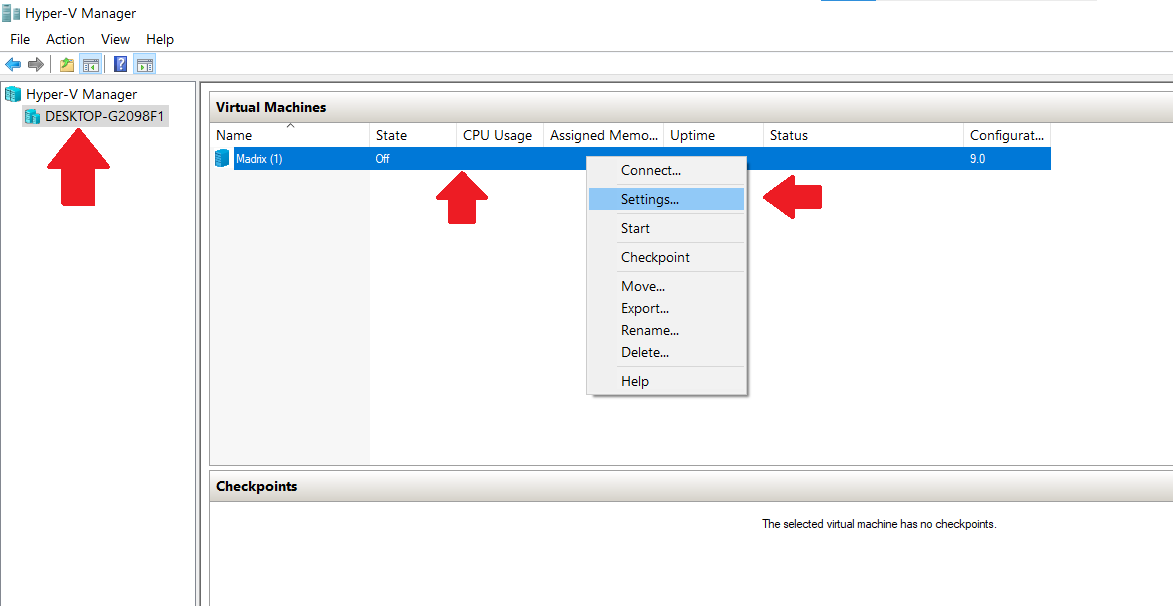 Hyper-V Manager
File Action View Help
Hyper-V Manager
DESKTOP-G2098F1
Virtual Machines
Name State CPU Usage Assigned Memo... Uptime Status Configurat...
Madrix (1) Off 9.0
Connect...
Settings...
Start
Checkpoint
Move...
Export...
Rename...
Delete...
Help
Checkpoints
The selected virtual machine has no checkpoints.